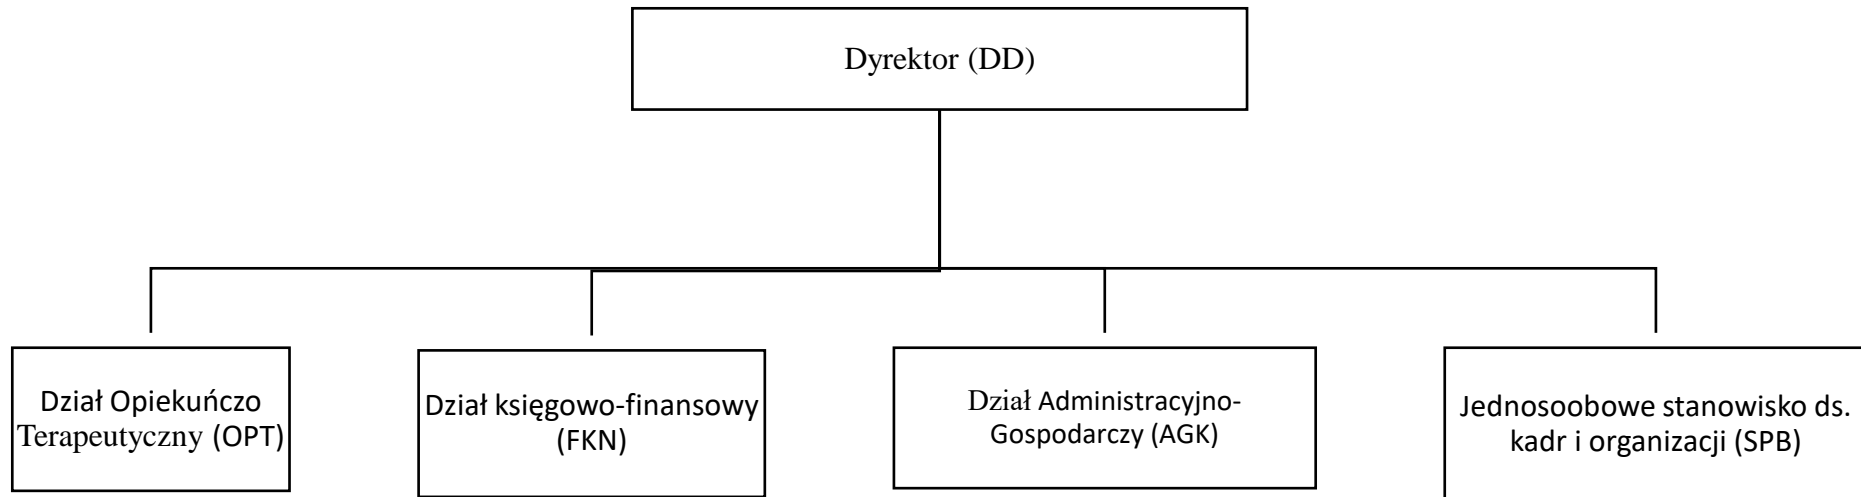 Dyrektor (DD)
Dział Opiekuńczo
Terapeutyczny (OPT)
Dział księgowo-finansowy
(FKN)
Dział Administracyjno-
Gospodarczy (AGK)
Jednosoobowe stanowisko ds.
kadr i organizacji (SPB)